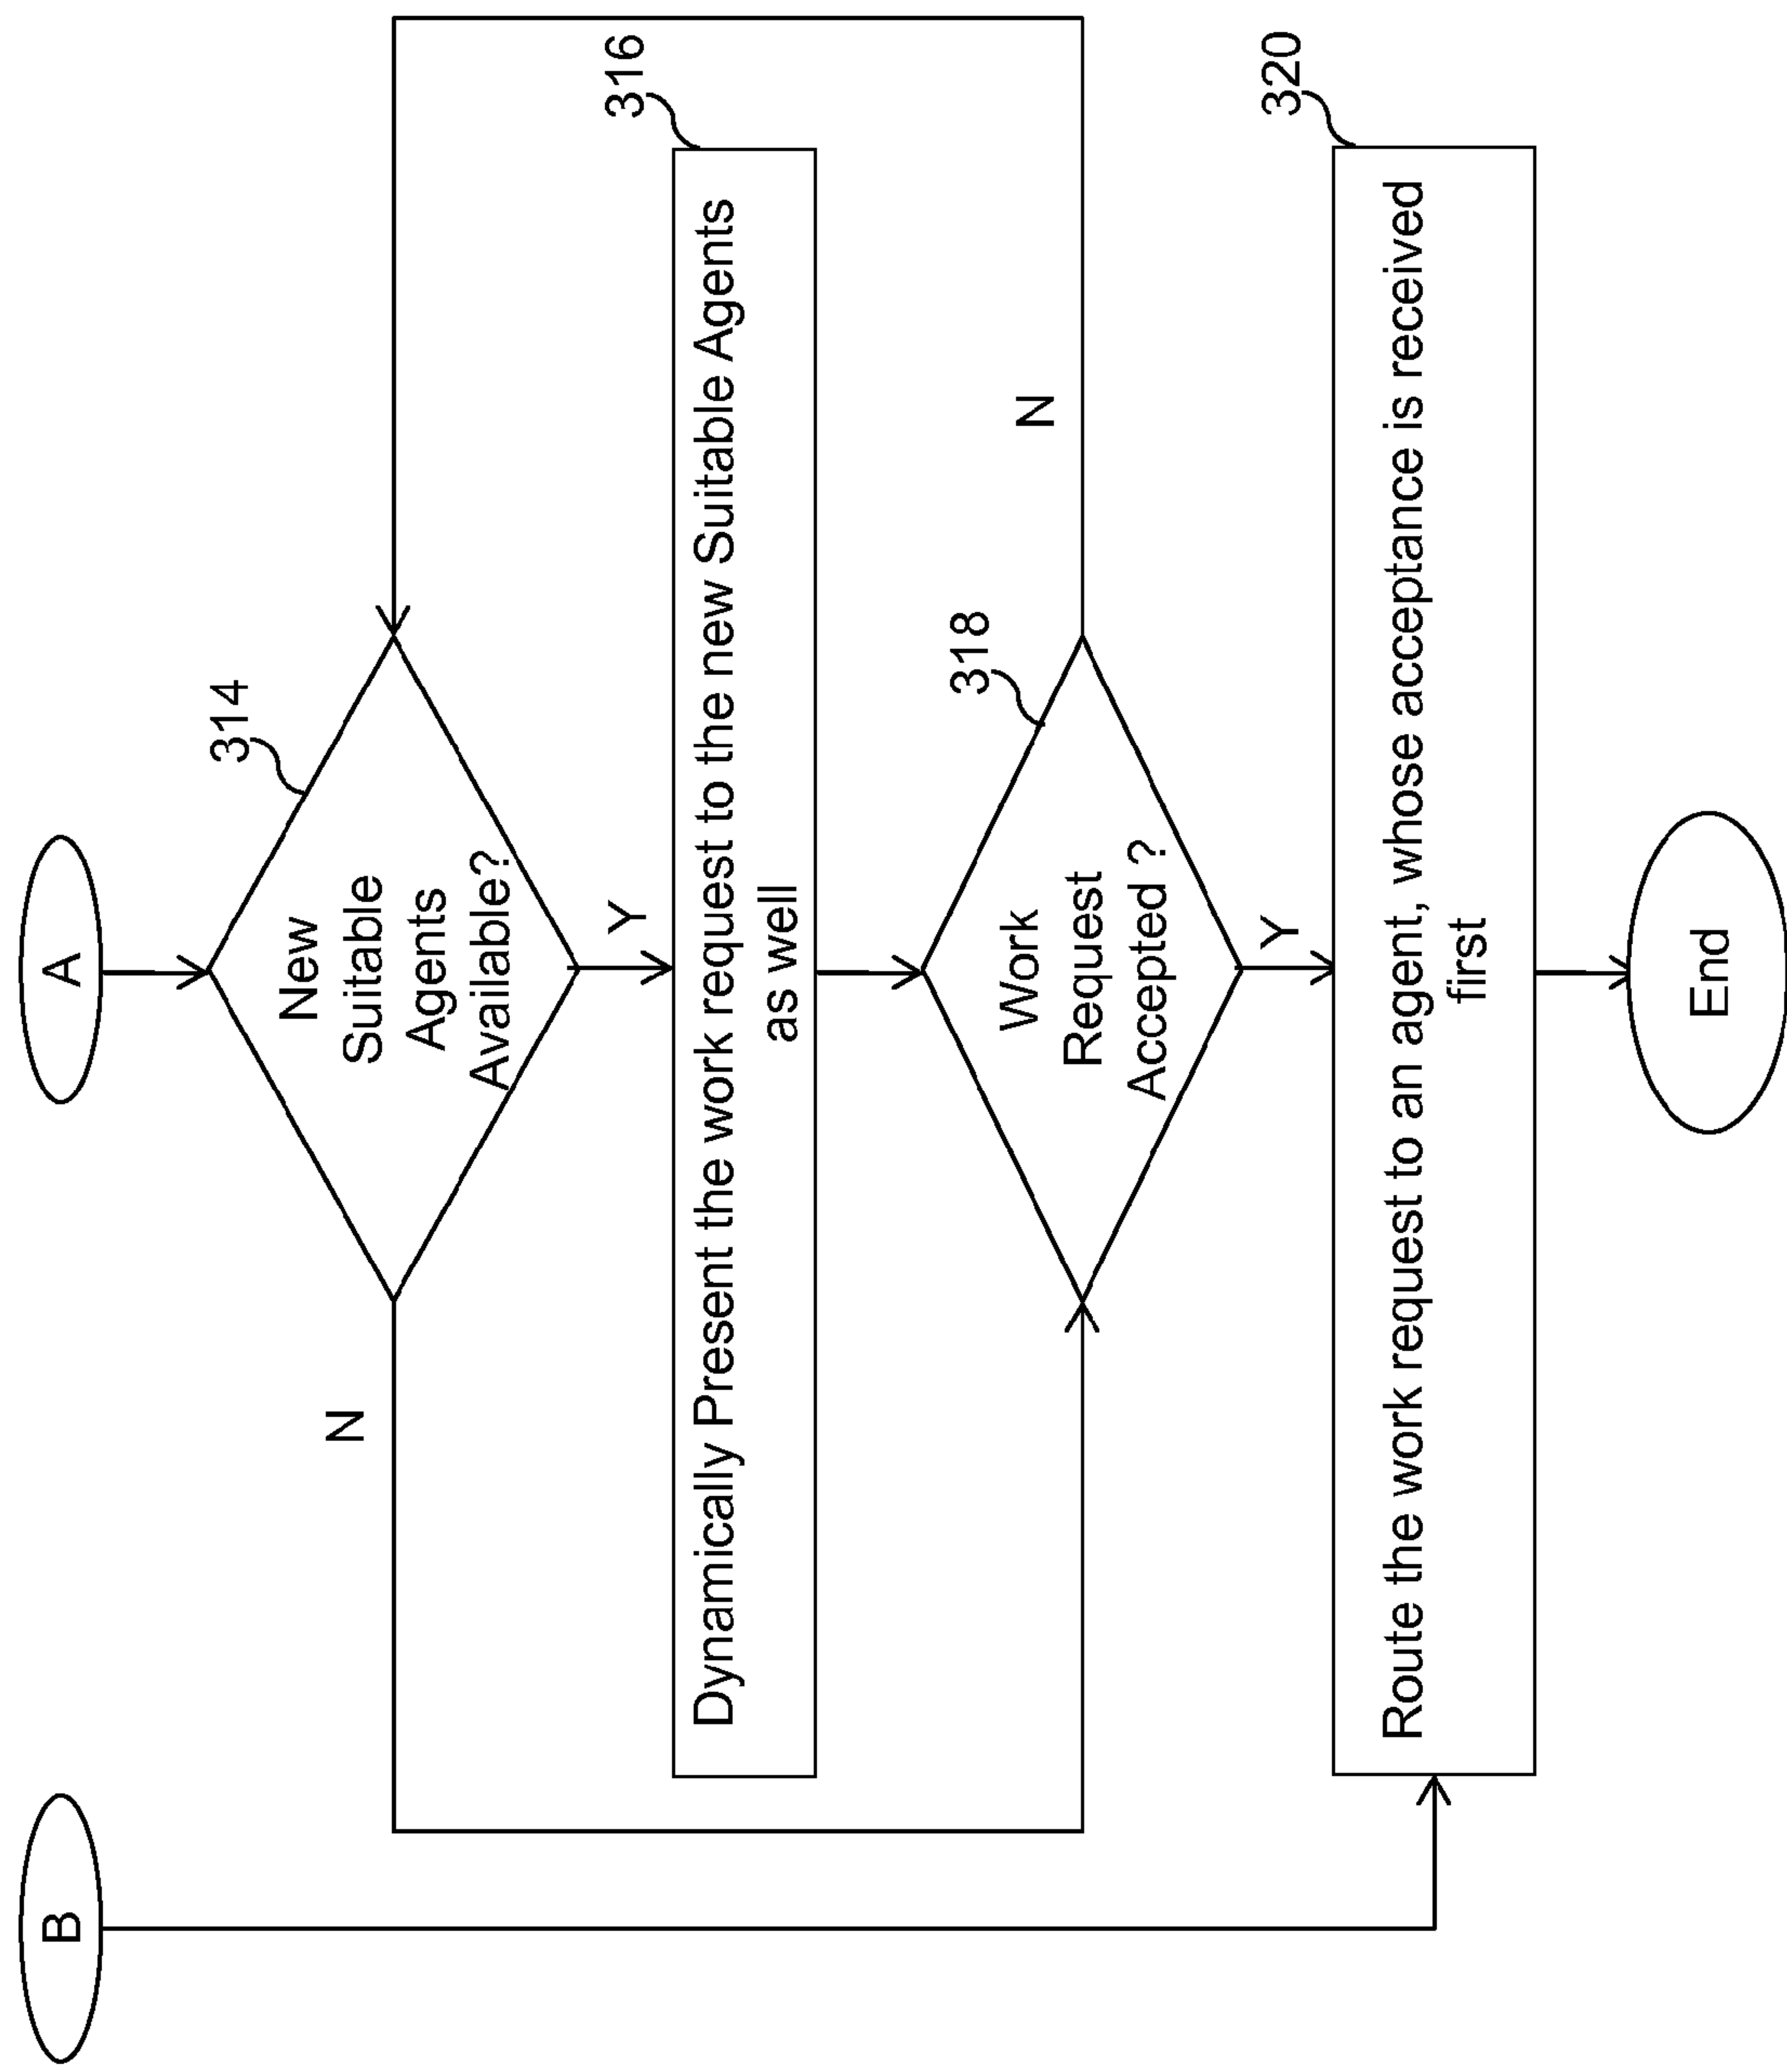 B
A
314
New
Suitable
Agents
Available?
N
Y
316
Dynamically Present the work request to the new Suitable Agents
as well
318
Work
Request
Accepted ?
N
Y
320
Route the work request to an agent, whose acceptance is received
first
End